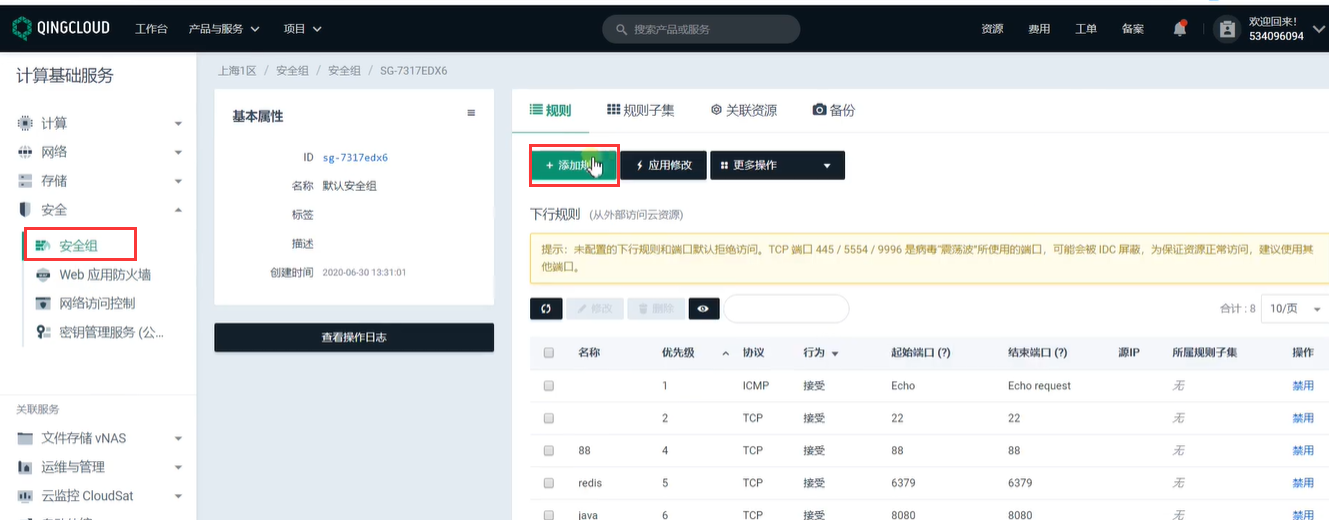 QINGCLOUD 工作台 产品与服务 项目 搜索产品或服务 资源 费用 工单 备案 欢迎回来!
534096094
计算基础服务
计算
网络
存储
安全
安全组
Web 应用防火墙
网络访问控制
密钥管理服务 (公...
关联服务
文件存储 vNAS
运维与管理
云监控 CloudSat
上海1区 / 安全组 / 安全组 / SG-7317EDX6
基本属性
ID sg-7317edx6
名称 默认安全组
标签
描述
创建时间 2020-06-30 13:31:01
查看操作日志
规则 规则子集 关联资源 备份
+ 添加规 应用修改 更多操作
下行规则 (从外部访问云资源)
提示：未配置的下行规则和端口默认拒绝访问。TCP 端口 445 / 5554 / 9996 是病毒"震荡波"所使用的端口，可能会被 IDC 屏蔽，为保证资源正常访问，建议使用其
他端口。
修改 删除 合计 : 8 10/页
名称 优先级 协议 行为 起始端口 (?) 结束端口 (?) 源IP 所属规则子集 操作
1 ICMP 接受 Echo Echo request 无 禁用
2 TCP 接受 22 22 无 禁用
88 4 TCP 接受 88 88 无 禁用
redis 5 TCP 接受 6379 6379 无 禁用
java 6 TCP 接受 8080 8080 无 禁用